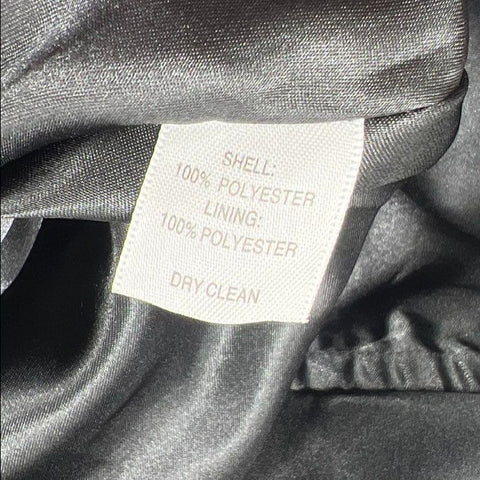 SHELL:
100% POLYESTER
LINING:
100% POLYESTER
DRY CLEAN